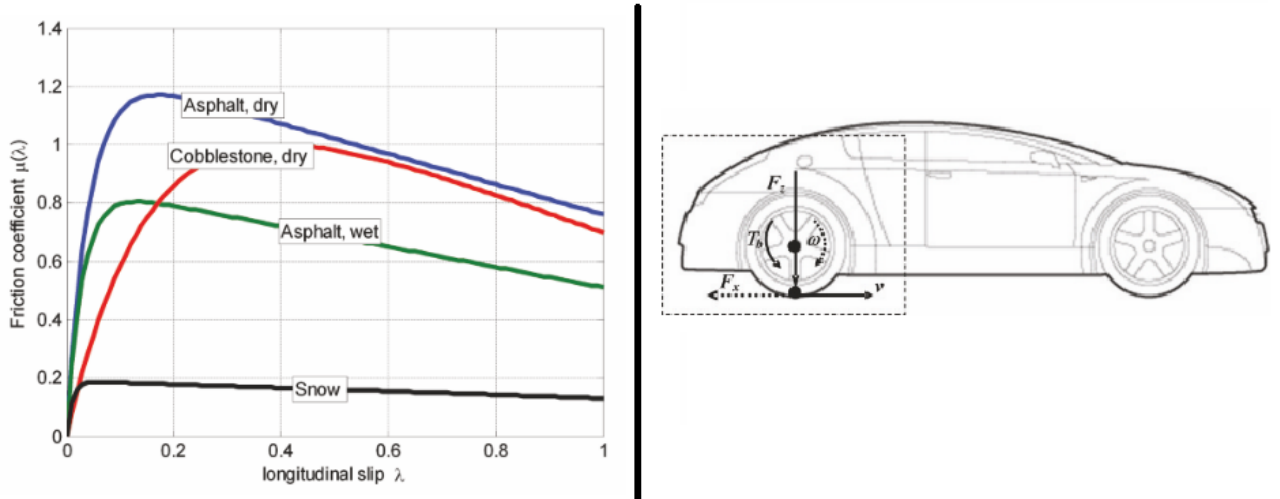 1.4
1.2
1
0.8
0.6
0.4
0.2
0
Friction coefficient μ(λ)
Asphalt, dry
Cobblestone, dry
Asphalt, wet
Snow
0 0.2 0.4 0.6 0.8 1
longitudinal slip λ
F_z
T_b ω
F_x v